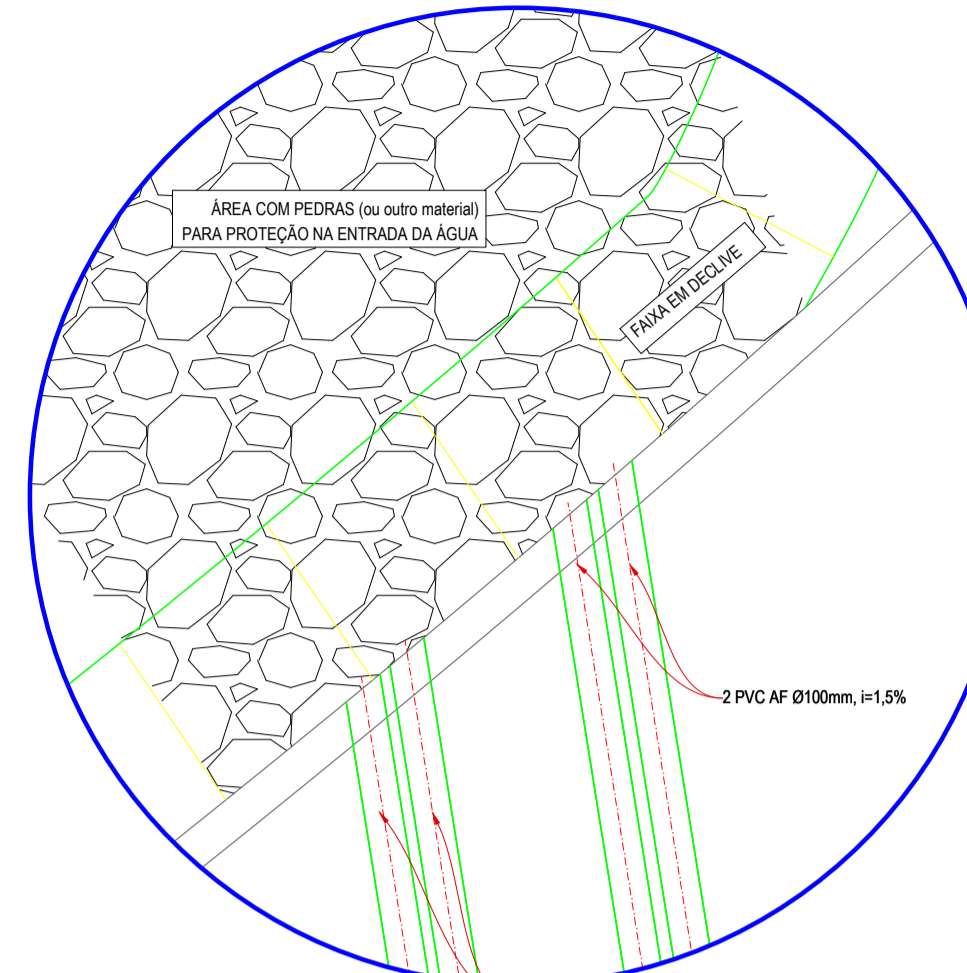 ÁREA COM PEDRAS (ou outro material)
PARA PROTEÇÃO NA ENTRADA DA ÁGUA
FAIXA EM DECLIVE
2 PVC AF Ø100mm, i=1,5%